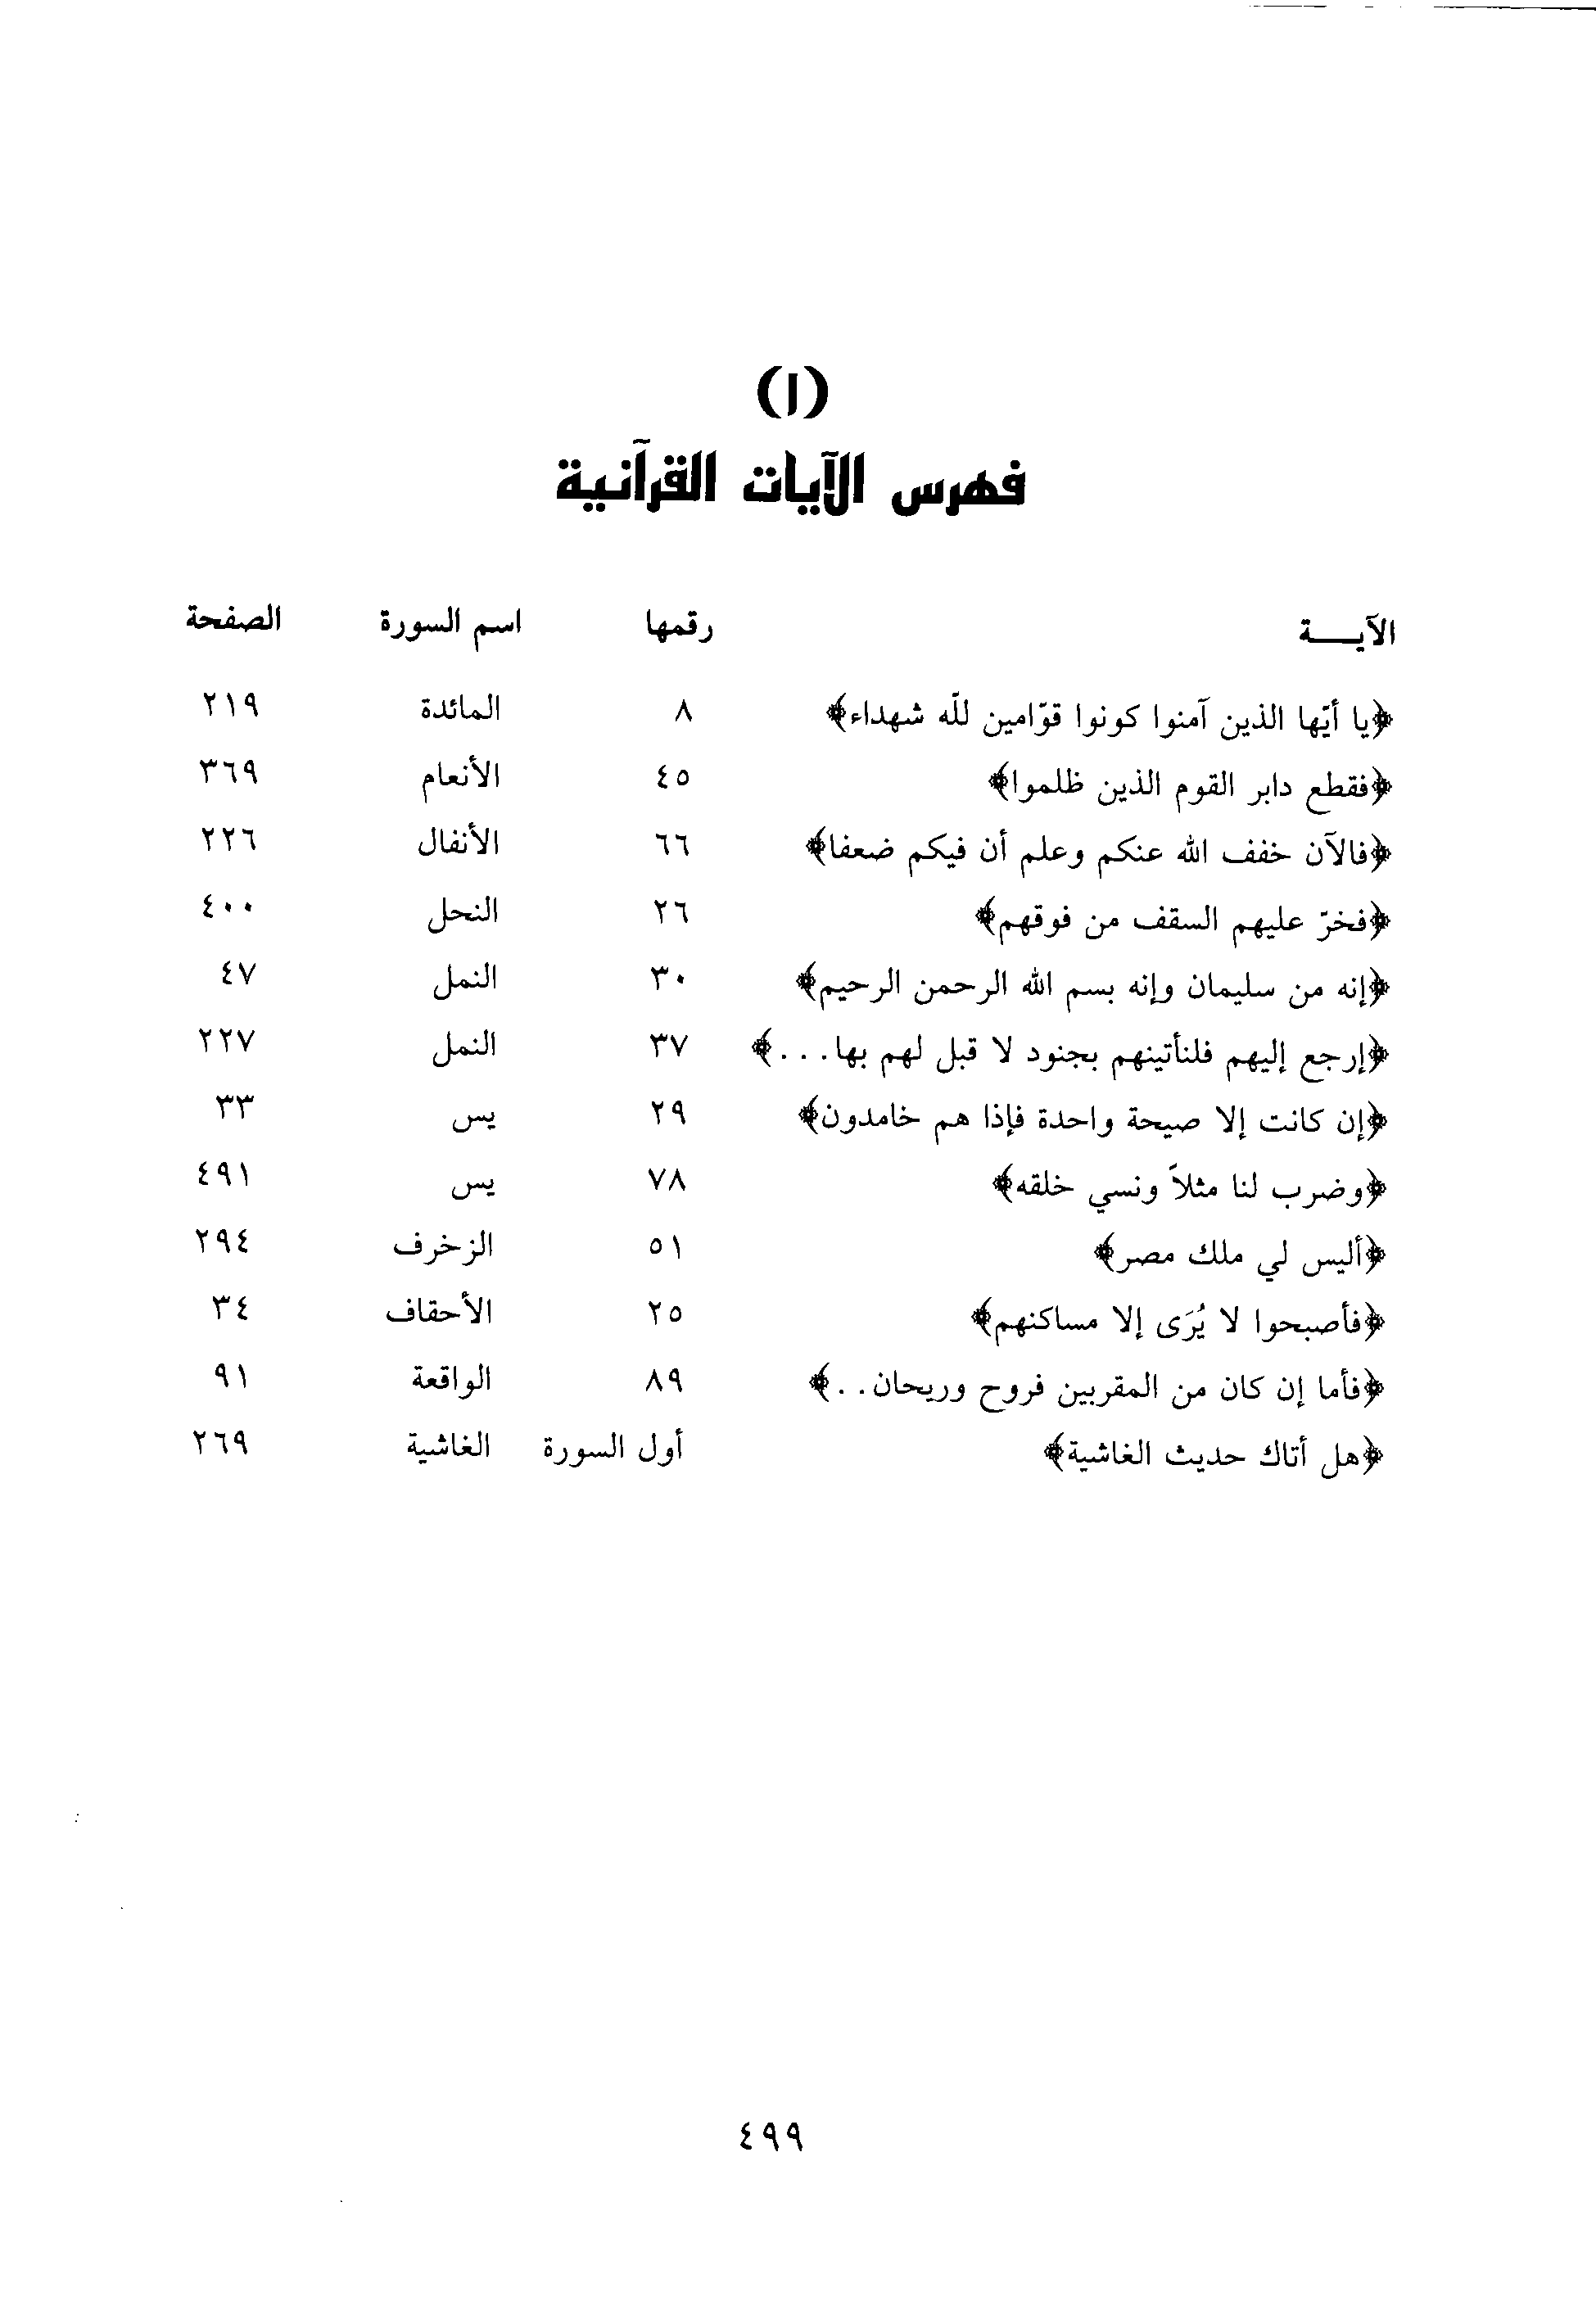 (١)
فهرس الآيات القرآنية
الآيـــة رقمها اسم السورة الصفحة
﴿يا أيّها الذين آمنوا كونوا قوّامين للّه شهداء﴾ ٨ المائدة ٢١٩
﴿فقطع دابر القوم الذين ظلموا﴾ ٤٥ الأنعام ٣٦٩
﴿فالآن خفف الله عنكم وعلم أن فيكم ضعفا﴾ ٦٦ الأنفال ٢٢٦
﴿فخرّ عليهم السقف من فوقهم﴾ ٢٦ النحل ٤٠٠
﴿إنه من سليمان وإنه بسم الله الرحمن الرحيم﴾ ٣٠ النمل ٤٧
﴿إرجع إليهم فلنأتينهم بجنود لا قبل لهم بها...﴾ ٣٧ النمل ٢٢٧
﴿إن كانت إلا صيحة واحدة فإذا هم خامدون﴾ ٢٩ يس ٣٣
﴿وضرب لنا مثلاً ونسي خلقه﴾ ٧٨ يس ٤٩١
﴿أليس لي ملك مصر﴾ ٥١ الزخرف ٢٩٤
﴿فأصبحوا لا يُرَى إلا مساكنهم﴾ ٢٥ الأحقاف ٣٤
﴿فأما إن كان من المقربين فروح وريحان..﴾ ٨٩ الواقعة ٩١
﴿هل أتاك حديث الغاشية﴾ أول السورة الغاشية ٢٦٩
٤٩٩